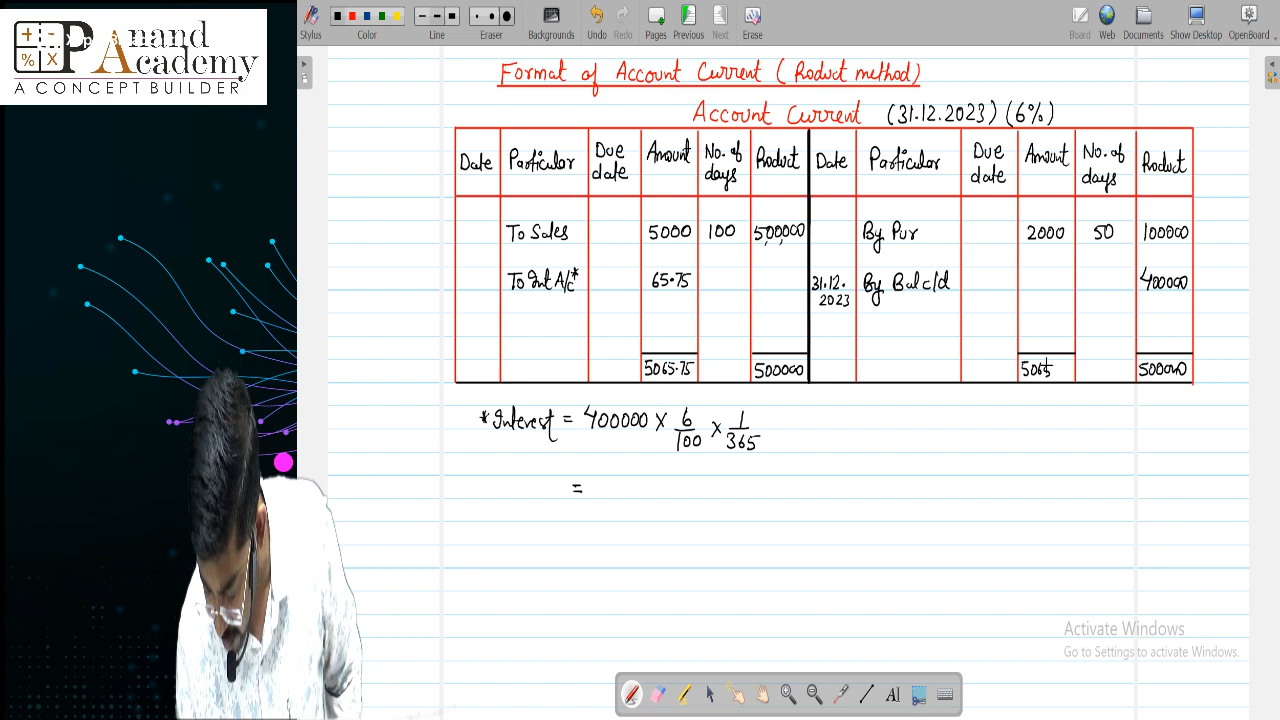 Panand
Academy
A CONCEPT BUILDER
Stylus Color Line Eraser Backgrounds Undo Redo Pages Previous Next Erase Board Web Documents Show Desktop OpenBoard
Format of Account Current (Product method)
Account Current (31.12.2023) (6%)
Date Particular Due date Amount No. of days Product Date Particular Due date Amount No. of days Product
To Sales 5000 100 500,000 By Pur 2000 50 100000
To Int A/c* 65.75 31.12.2023 By Bal c/d 400000
5065.75 500000 5065 500000
*Interest = 400000 X 6/100 X 1/365
=
Activate Windows
Go to Settings to activate Windows.